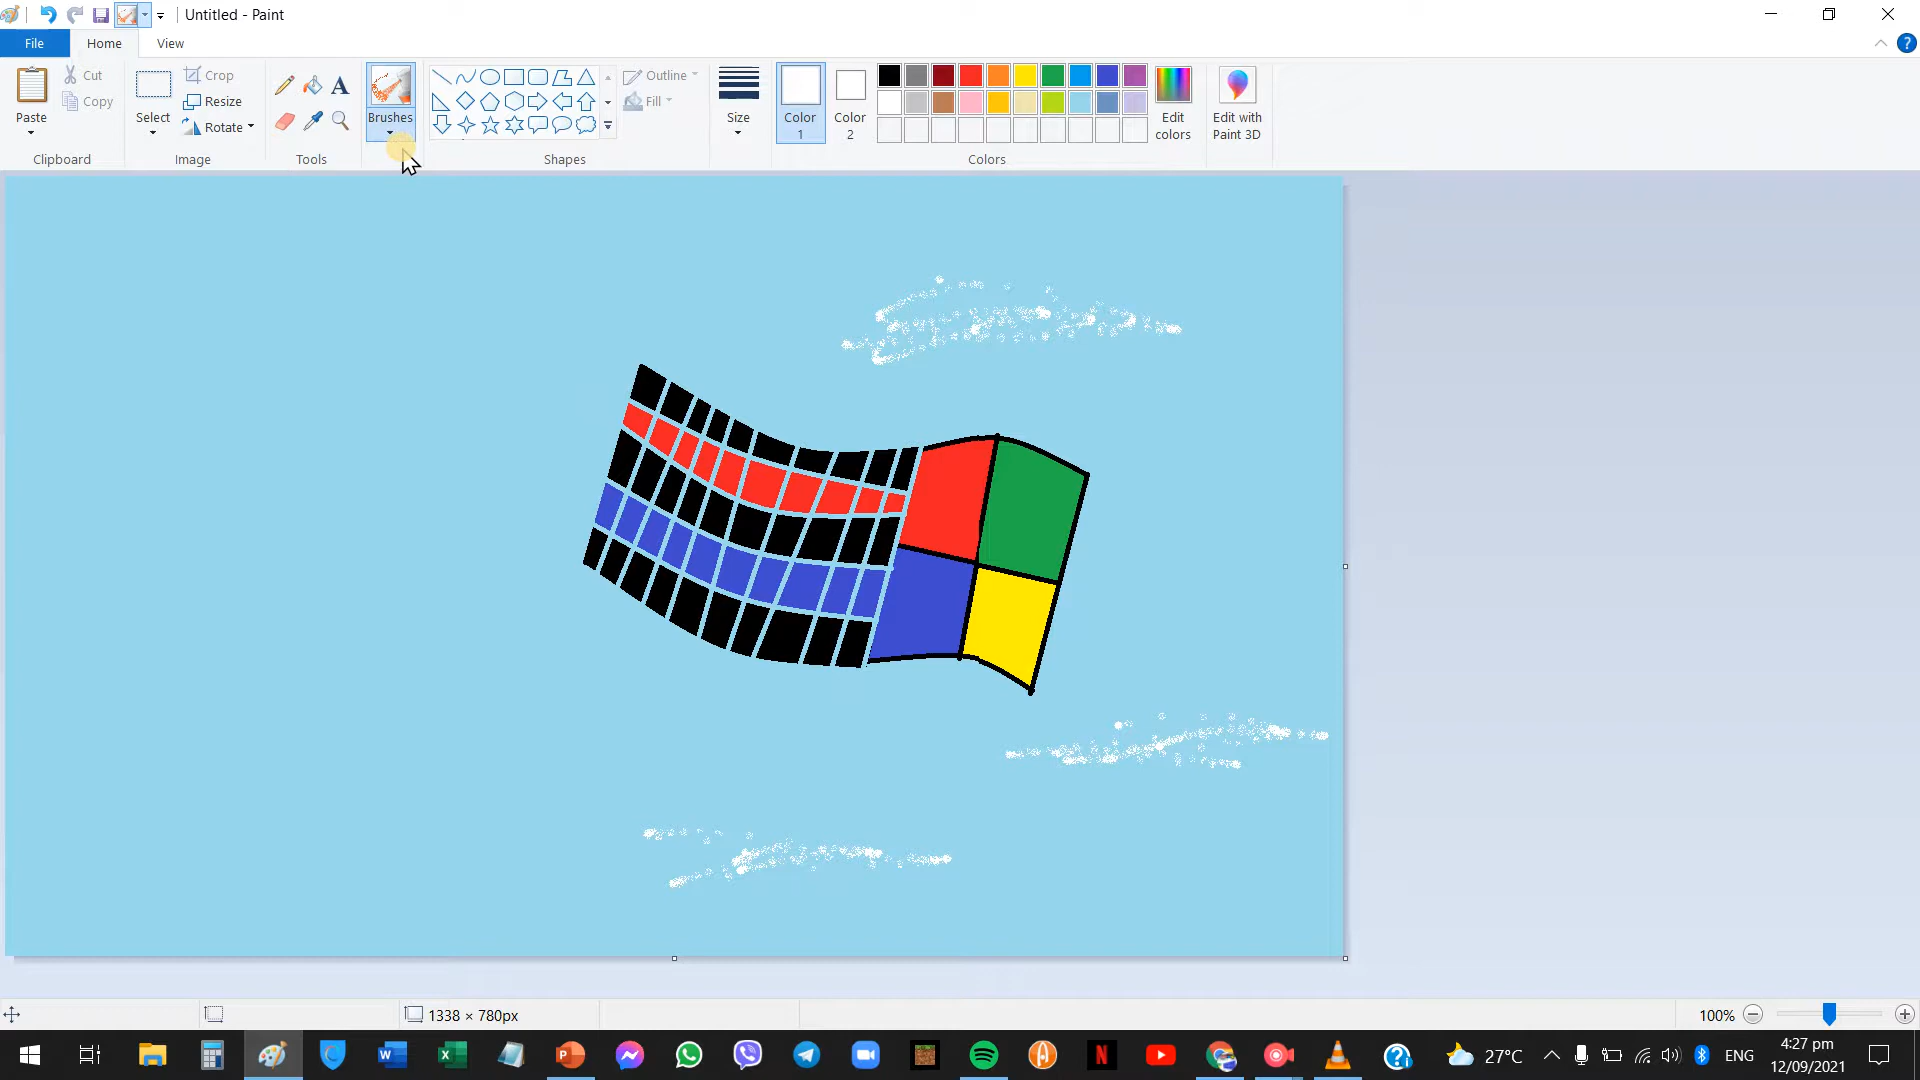 Untitled - Paint
File Home View
Paste
Cut
Copy
Clipboard
Select
Crop
Resize
Rotate
Image
Tools
Brushes
Outline
Fill
Shapes
Size
Color
1
Color
2
Colors
Edit
colors
Edit with
Paint 3D
1338 × 780px
100%
27°C
ENG
4:27 pm
12/09/2021